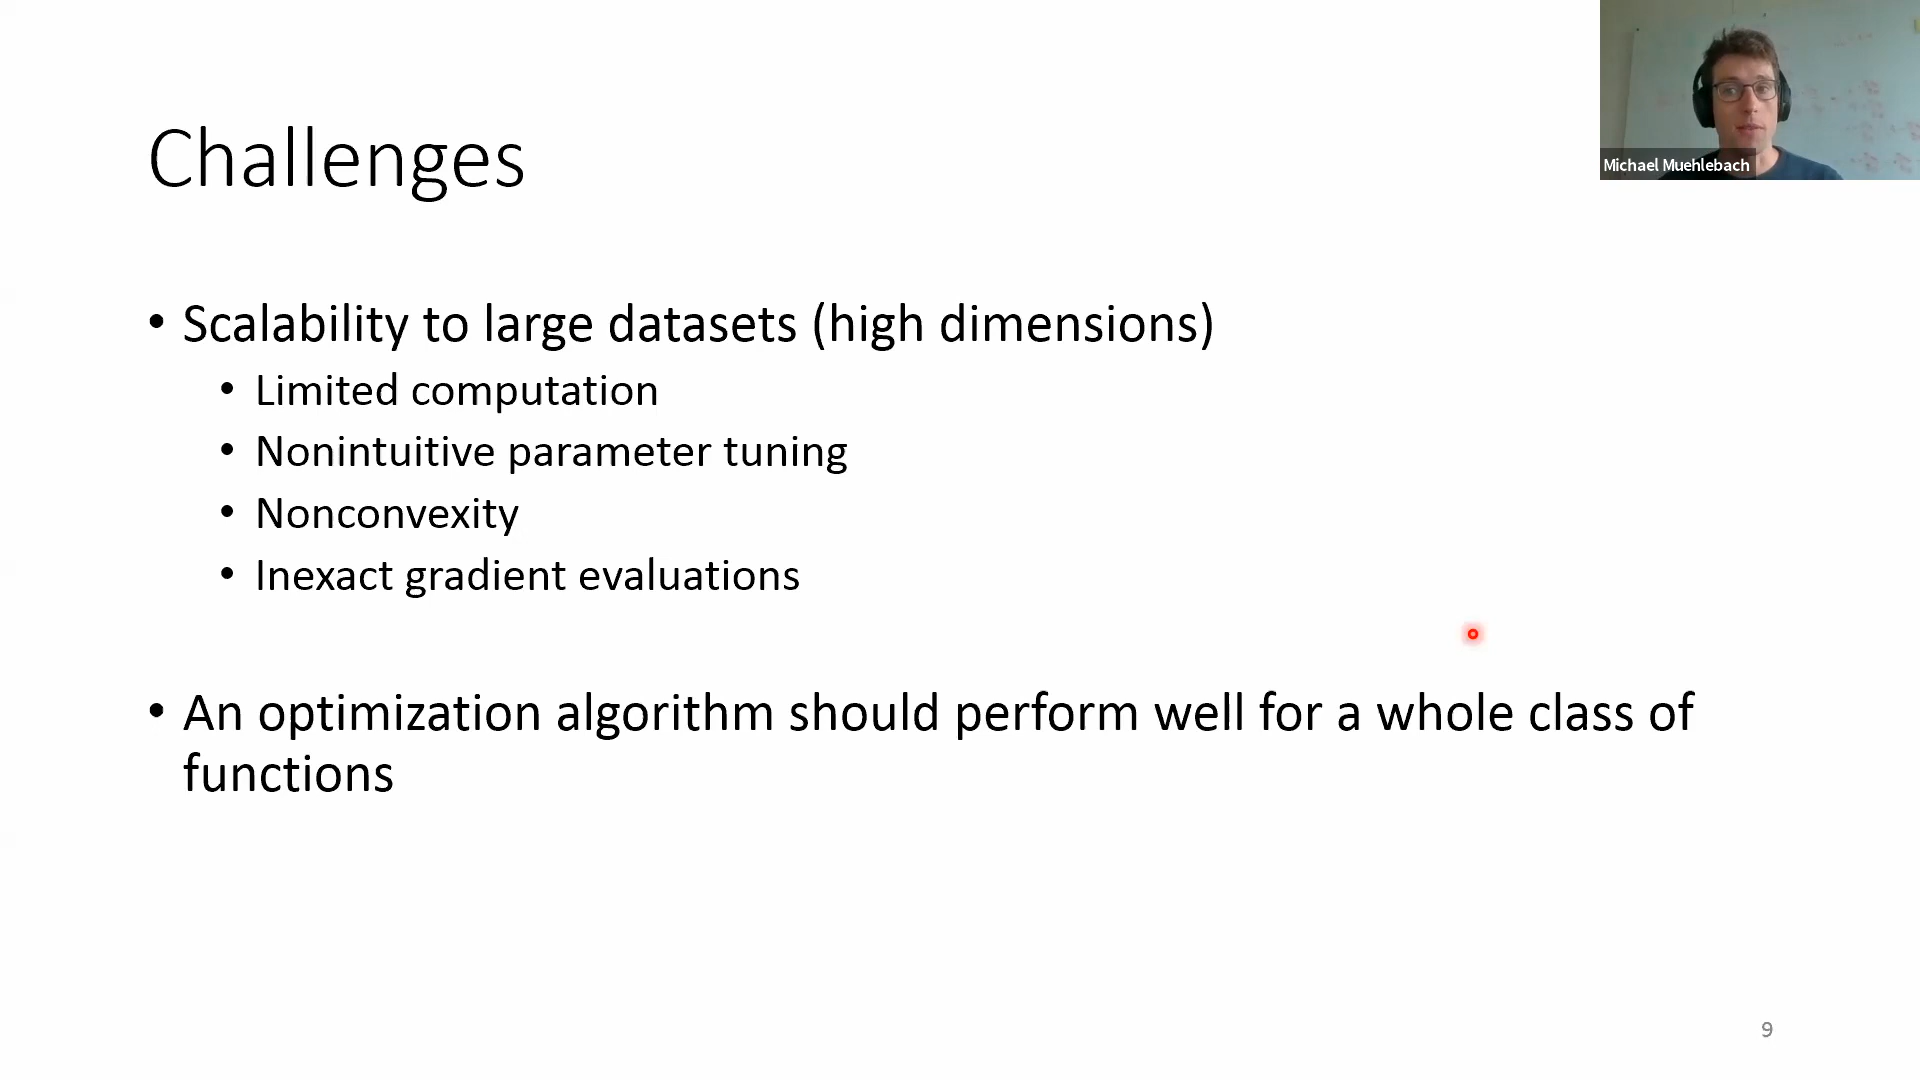 Challenges
Michael Muehlebach
• Scalability to large datasets (high dimensions)
• Limited computation
• Nonintuitive parameter tuning
• Nonconvexity
• Inexact gradient evaluations
• An optimization algorithm should perform well for a whole class of
functions
9